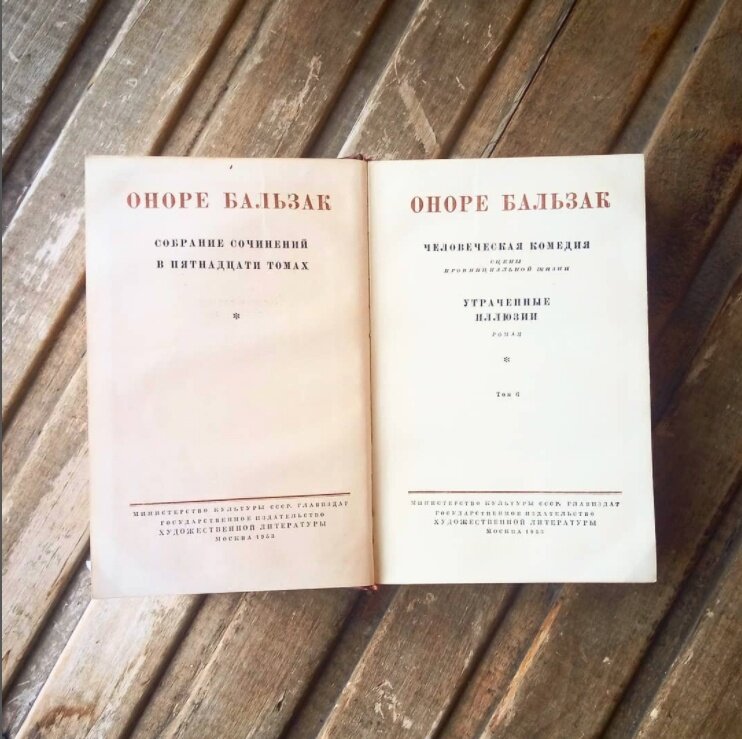 ОНОРЕ БАЛЬЗАК
СОБРАНИЕ СОЧИНЕНИЙ
В ПЯТНАДЦАТИ ТОМАХ
*
МИНИСТЕРСТВО КУЛЬТУРЫ СССР. ГЛАВИЗДАТ
ГОСУДАРСТВЕННОЕ ИЗДАТЕЛЬСТВО
ХУДОЖЕСТВЕННОЙ ЛИТЕРАТУРЫ
МОСКВА 1953
ОНОРЕ БАЛЬЗАК
ЧЕЛОВЕЧЕСКАЯ КОМЕДИЯ
СЦЕНЫ
ПРОВИНЦИАЛЬНОЙ ЖИЗНИ
УТРАЧЕННЫЕ
ИЛЛЮЗИИ
РОМАН
*
Том 6
МИНИСТЕРСТВО КУЛЬТУРЫ СССР. ГЛАВИЗДАТ
ГОСУДАРСТВЕННОЕ ИЗДАТЕЛЬСТВО
ХУДОЖЕСТВЕННОЙ ЛИТЕРАТУРЫ
МОСКВА 1953